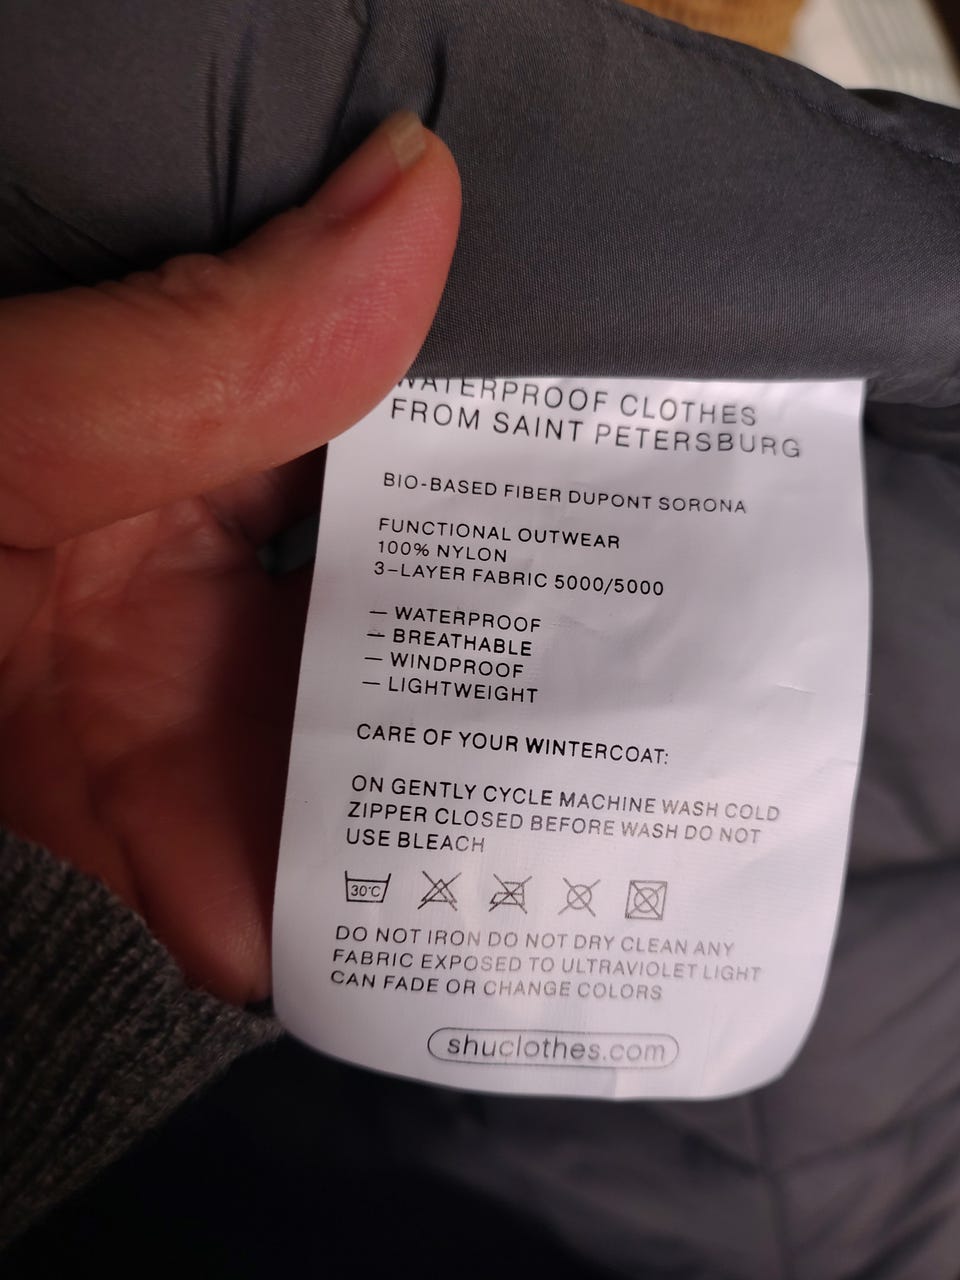 WATERPROOF CLOTHES
FROM SAINT PETERSBURG
BIO-BASED FIBER DUPONT SORONA
FUNCTIONAL OUTWEAR
100% NYLON
3-LAYER FABRIC 5000/5000
— WATERPROOF
— BREATHABLE
— WINDPROOF
— LIGHTWEIGHT
CARE OF YOUR WINTERCOAT:
ON GENTLY CYCLE MACHINE WASH COLD
ZIPPER CLOSED BEFORE WASH DO NOT
USE BLEACH
30°C
DO NOT IRON DO NOT DRY CLEAN ANY
FABRIC EXPOSED TO ULTRAVIOLET LIGHT
CAN FADE OR CHANGE COLORS
shuclothes.com